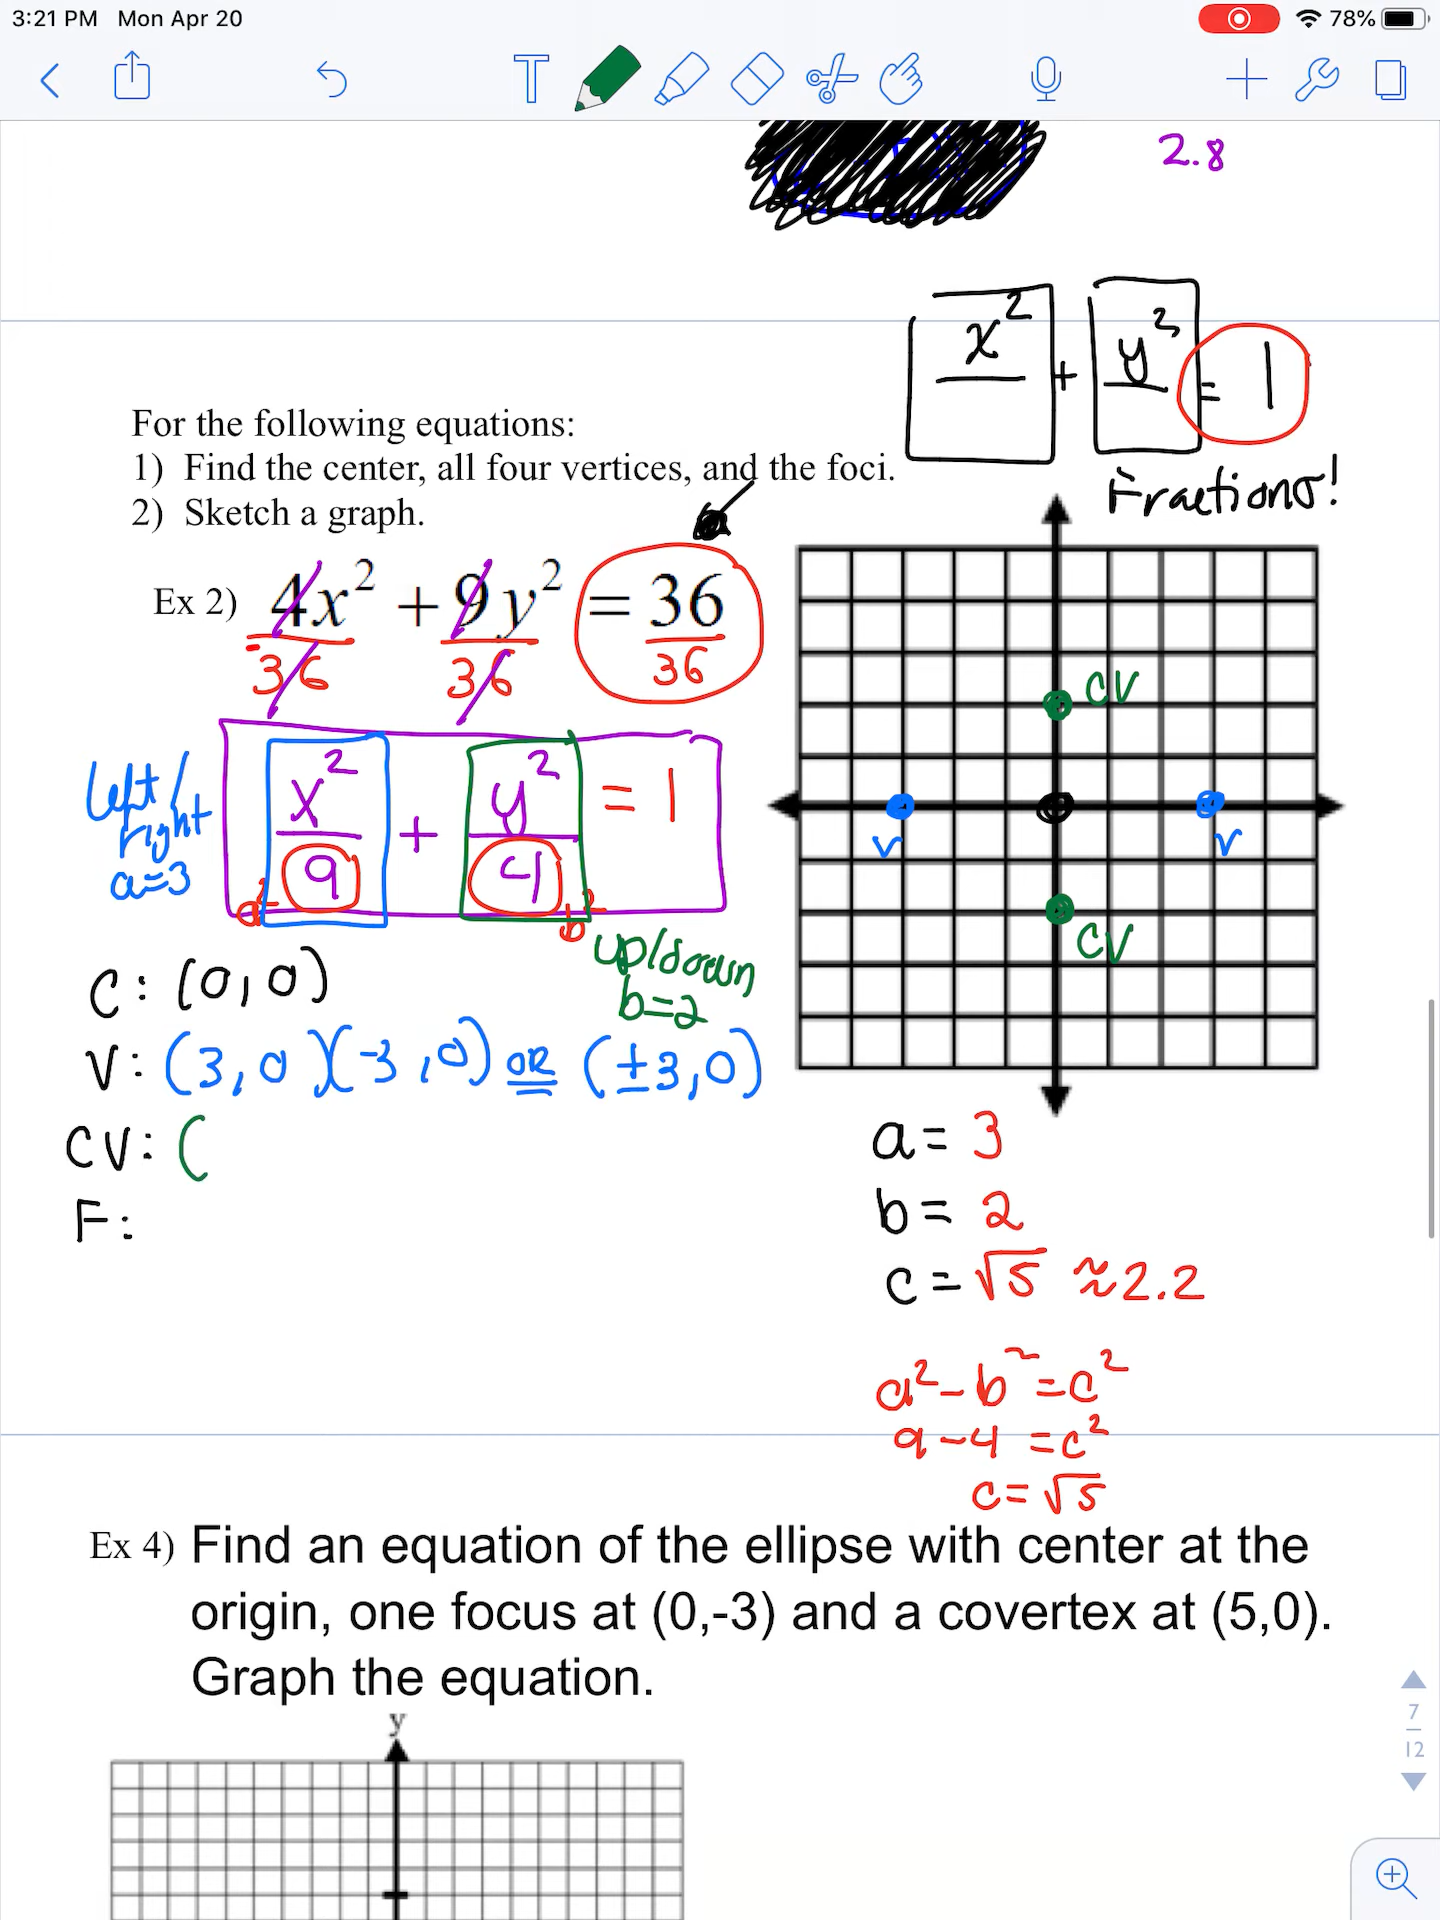 3:21 PM Mon Apr 20
78%
T
2.8
x² + y² = 1
Fractions!
For the following equations:
1) Find the center, all four vertices, and the foci.
2) Sketch a graph.
Ex 2) 4x² + 9y² = 36
36 36 36
x²/9 + y²/4 = 1
left/
right
a=3
a²
b²
up/down
b=2
CV
V
V
CV
C: (0,0)
V: (3,0)(-3,0) OR (±3,0)
CV: (
F:
a = 3
b = 2
c = √5 ≈2.2
a² - b² = c²
9 - 4 = c²
c = √5
Ex 4) Find an equation of the ellipse with center at the
origin, one focus at (0,-3) and a covertex at (5,0).
Graph the equation.
y
7
12